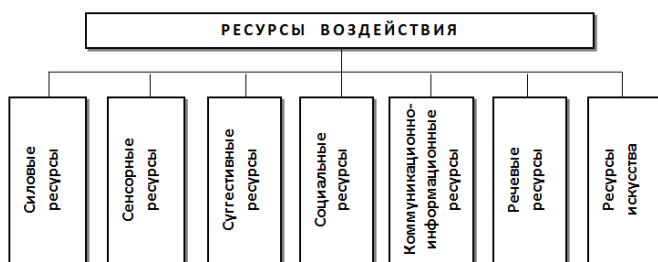 РЕСУРСЫ ВОЗДЕЙСТВИЯ
Силовые
ресурсы
Сенсорные
ресурсы
Суггестивные
ресурсы
Социальные
ресурсы
Коммуникационно-
информационные
ресурсы
Речевые
ресурсы
Ресурсы
искусства